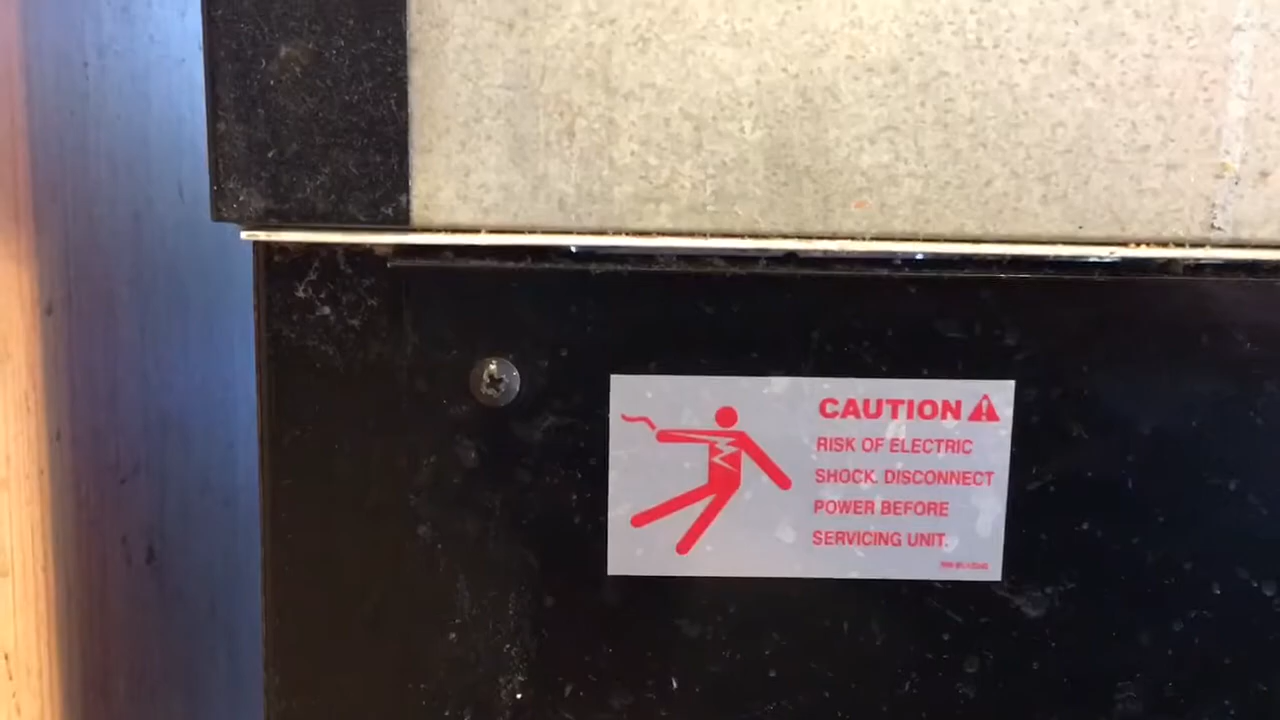 CAUTION
RISK OF ELECTRIC
SHOCK. DISCONNECT
POWER BEFORE
SERVICING UNIT.